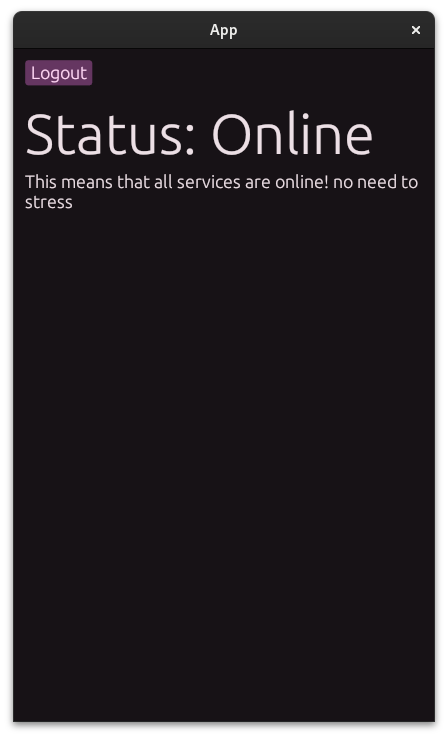 App
Logout
Status: Online
This means that all services are online! no need to
stress